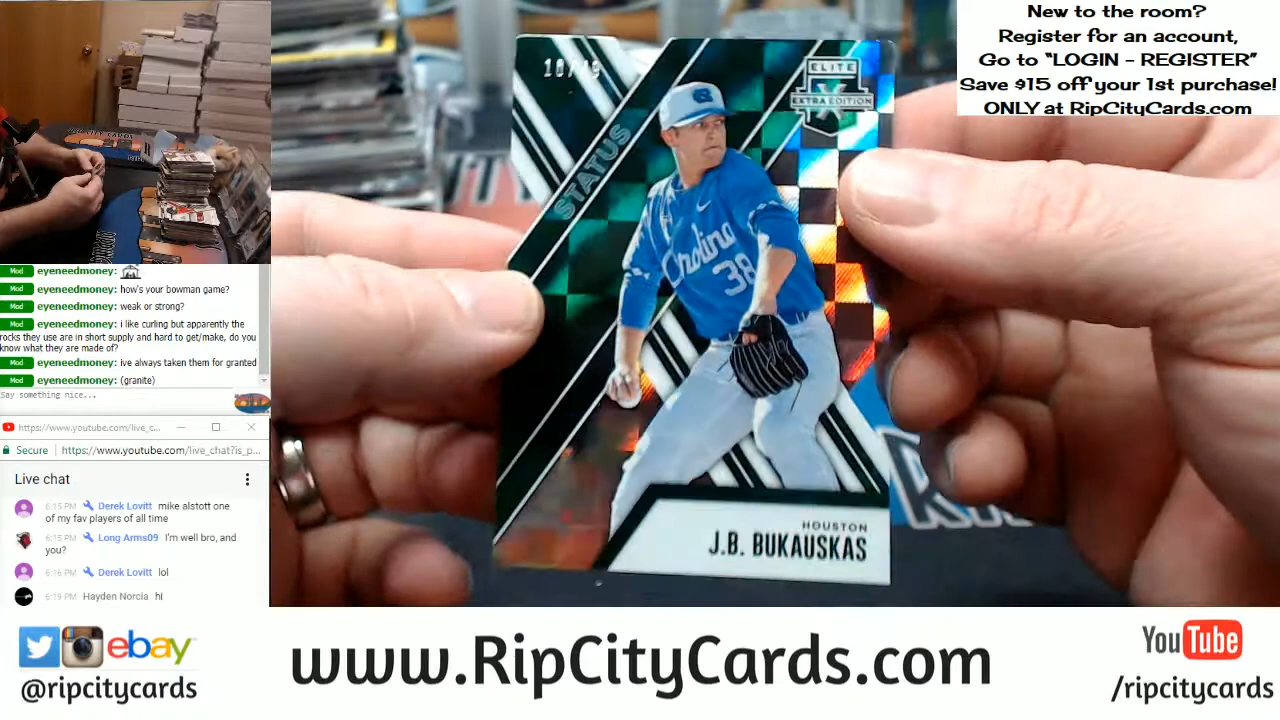 New to the room?
Register for an account,
Go to “LOGIN – REGISTER”
Save $15 off your 1st purchase!
ONLY at RipCityCards.com
ELITE
EXTRA EDITION
X
STATUS
Carolina
38
HOUSTON
J.B. BUKAUSKAS
Mod eyeneedmoney:
Mod eyeneedmoney: how's your bowman game?
Mod eyeneedmoney: weak or strong?
Mod eyeneedmoney: i like curling but apparently the
rocks they use are in short supply and hard to get/make, do you
know what they are made of?
Mod eyeneedmoney: ive always taken them for granted
Mod eyeneedmoney: (granite)
Say something nice...
https://www.youtube.com/live_c...
Secure https://www.youtube.com/live_chat?is_p...
Live chat
6:15 PM Derek Lovitt mike alstott one
of my fav players of all time
6:15 PM Long Arms09 I'm well bro, and
you?
6:16 PM Derek Lovitt lol
6:19 PM Hayden Norcia hi
ebay
@ripcitycards
www.RipCityCards.com
YouTube
/ripcitycards